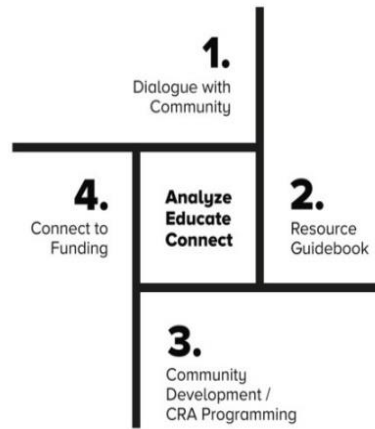 1.
Dialogue with
Community
4.
Connect to
Funding
Analyze
Educate
Connect
2.
Resource
Guidebook
3.
Community
Development /
CRA Programming